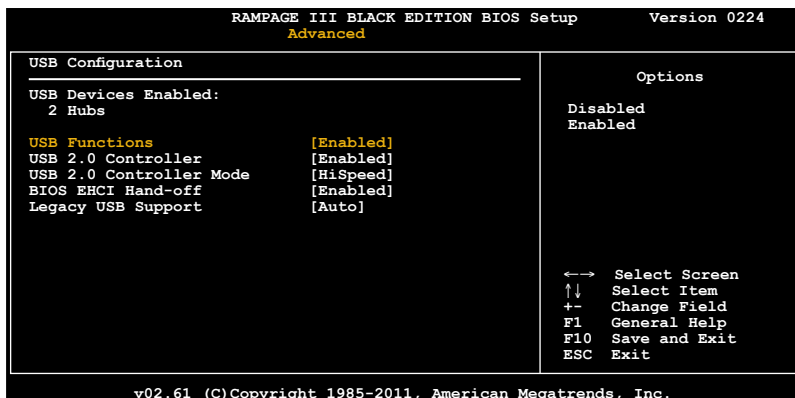 RAMPAGE III BLACK EDITION BIOS Setup Version 0224
Advanced
USB Configuration
USB Devices Enabled:
2 Hubs
USB Functions [Enabled]
USB 2.0 Controller [Enabled]
USB 2.0 Controller Mode [HiSpeed]
BIOS EHCI Hand-off [Enabled]
Legacy USB Support [Auto]
Options
Disabled
Enabled
←→ Select Screen
↑↓ Select Item
+- Change Field
F1 General Help
F10 Save and Exit
ESC Exit
v02.61 (C)Copyright 1985-2011, American Megatrends, Inc.